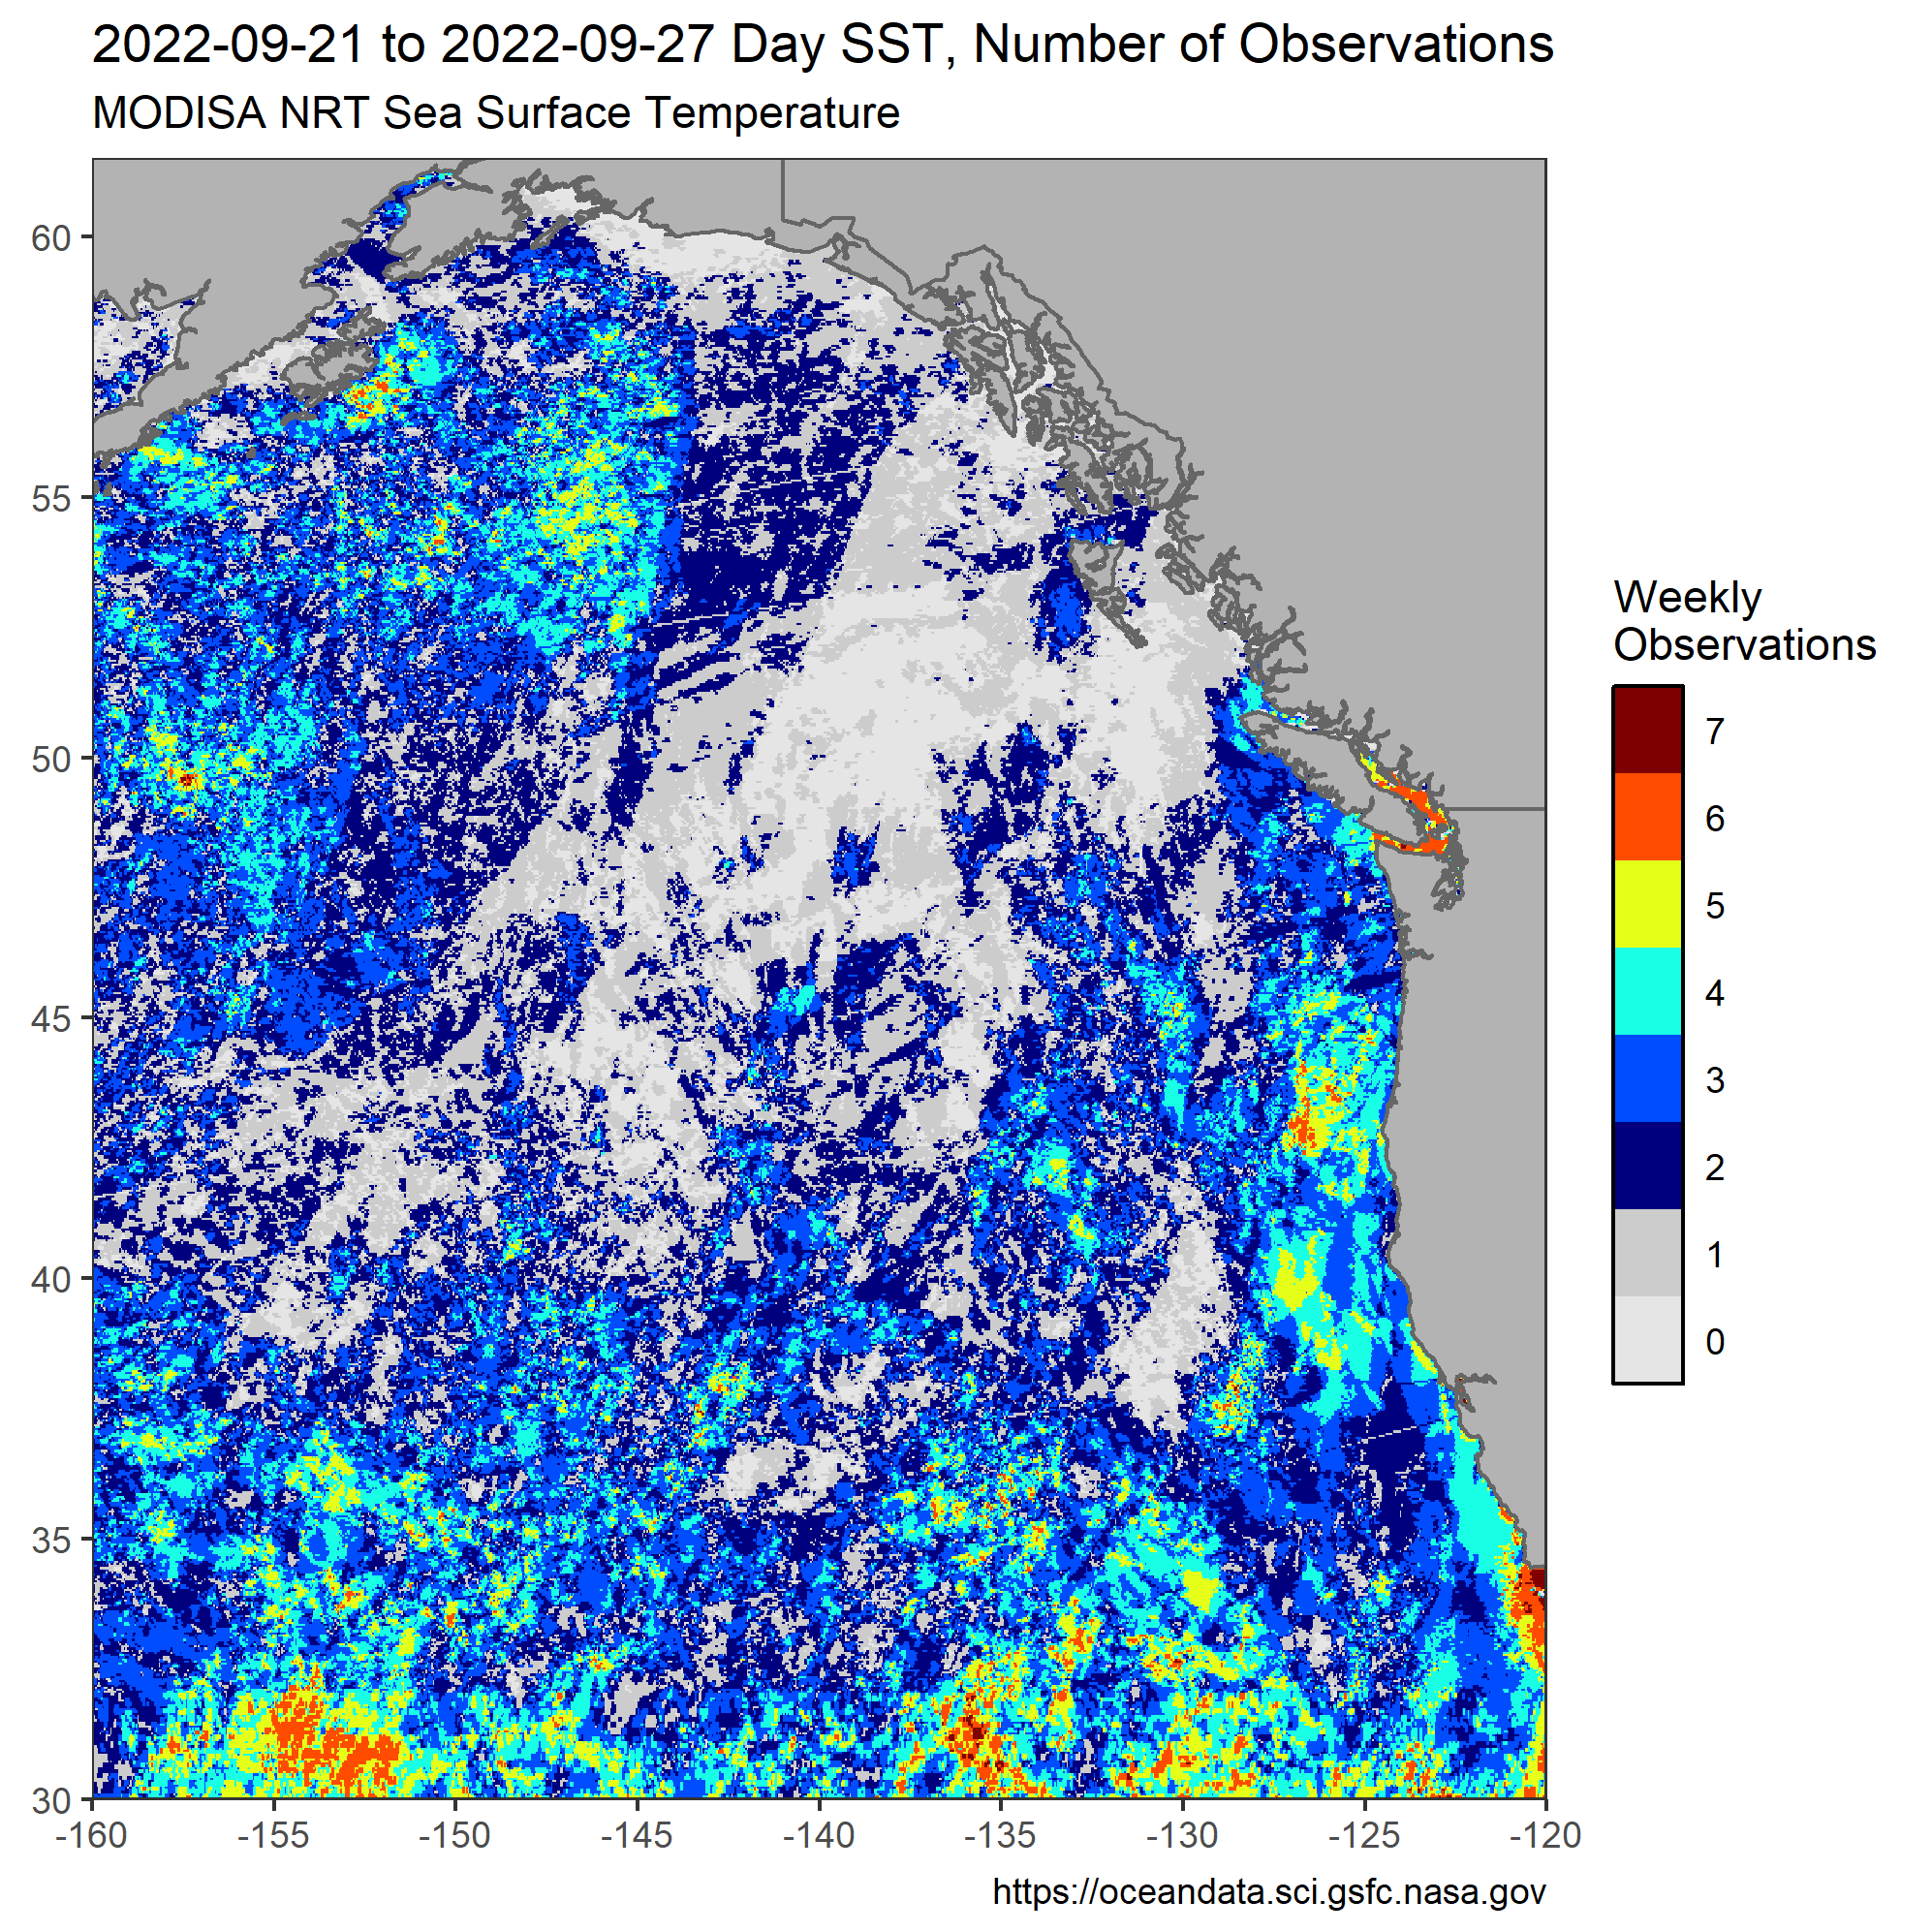 2022-09-21 to 2022-09-27 Day SST, Number of Observations
MODISA NRT Sea Surface Temperature
60
55
50
45
40
35
30
-160 -155 -150 -145 -140 -135 -130 -125 -120
Weekly
Observations
7
6
5
4
3
2
1
0
https://oceandata.sci.gsfc.nasa.gov